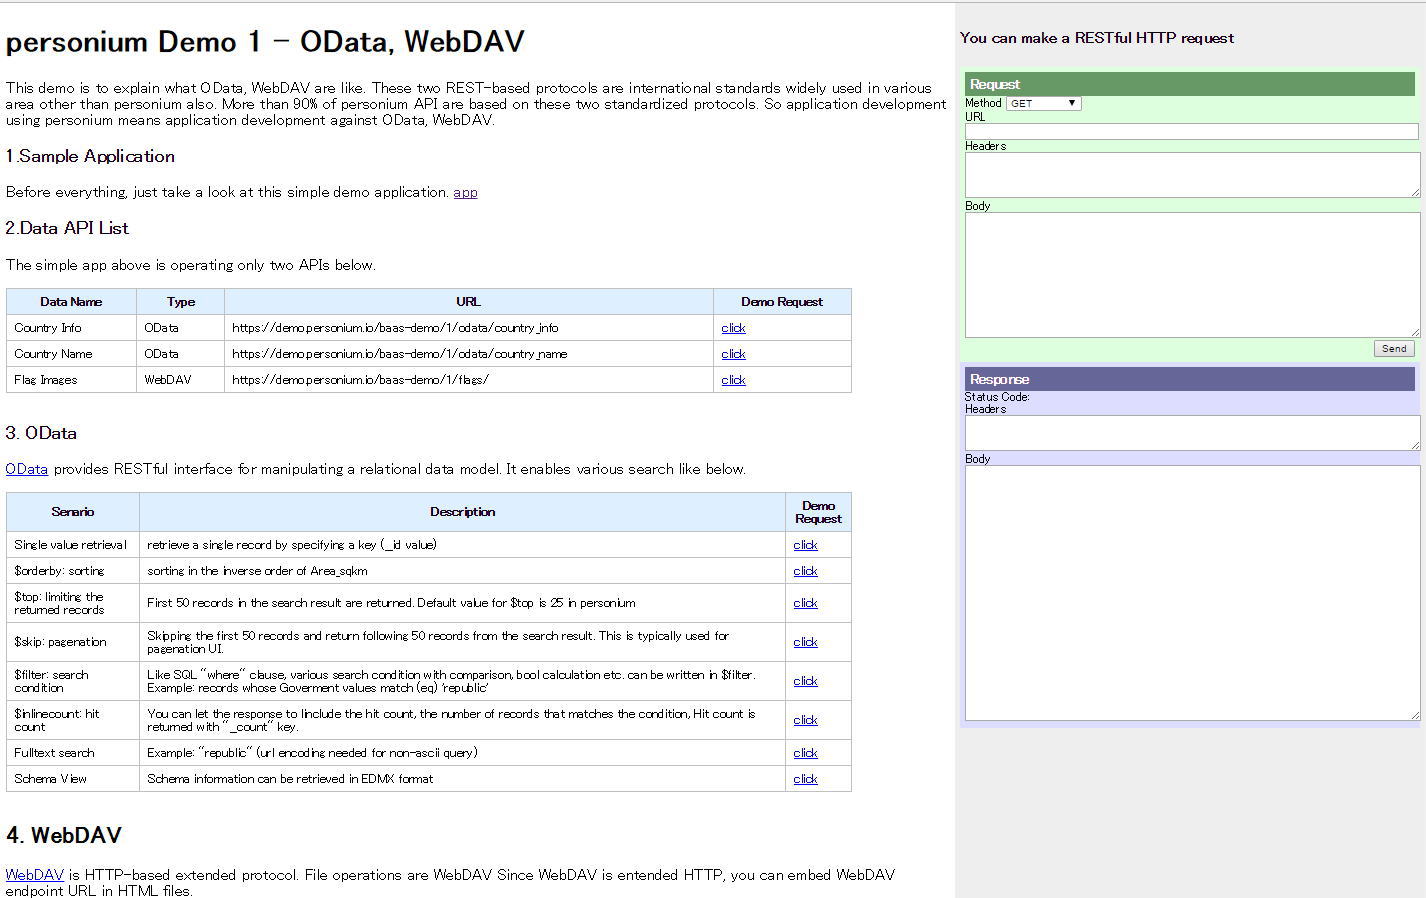 personium Demo 1 - OData, WebDAV
This demo is to explain what OData, WebDAV are like. These two REST-based protocols are international standards widely used in various
area other than personium also. More than 90% of personium API are based on these two standardized protocols. So application development
using personium means application development against OData, WebDAV.
1.Sample Application
Before everything, just take a look at this simple demo application. app
2.Data API List
The simple app above is operating only two APIs below.
Data Name Type URL Demo Request
Country Info OData https://demo.personium.io/baas-demo/1/odata/country_info click
Country Name OData https://demo.personium.io/baas-demo/1/odata/country_name click
Flag Images WebDAV https://demo.personium.io/baas-demo/1/flags/ click
3. OData
OData provides RESTful interface for manipulating a relational data model. It enables various search like below.
Senario Description Demo
Request
Single value retrieval retrieve a single record by specifying a key (_id value) click
$orderby: sorting sorting in the inverse order of Area_sqkm click
$top: limiting the
returned records
First 50 records in the search result are returned. Default value for $top is 25 in personium click
$skip: pagenation
Skipping the first 50 records and return following 50 records from the search result. This is typically used for
pagenation UI.
click
$filter: search
condition
Like SQL "where" clause, various search condition with comparison, bool calculation etc. can be written in $filter.
Example: records whose Goverment values match (eq) 'republic'
click
$inlinecount: hit
count
You can let the response to linclude the hit count, the number of records that matches the condition, Hit count is
returned with "_count" key.
click
Fulltext search Example: "republic" (url encoding needed for non-ascii query) click
Schema View Schema information can be retrieved in EDMX format click
4. WebDAV
WebDAV is HTTP-based extended protocol. File operations are WebDAV Since WebDAV is entended HTTP, you can embed WebDAV
endpoint URL in HTML files.
You can make a RESTful HTTP request
Request
Method GET
URL
Headers
Body
Send
Response
Status Code:
Headers
Body